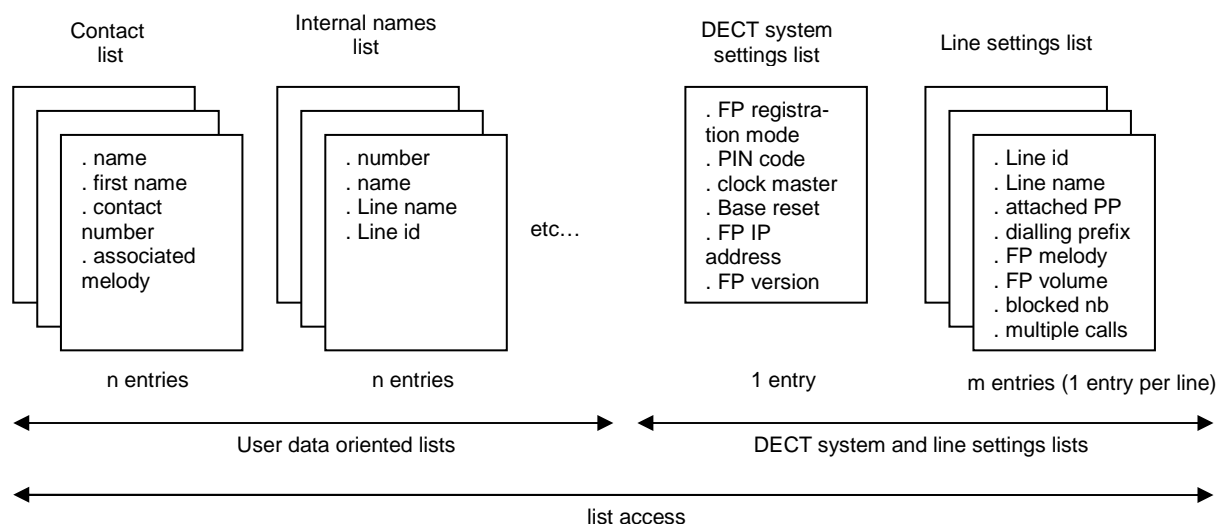 Contact
list
Internal names
list
DECT system
settings list
Line settings list
. name
. first name
. contact
number
. associated
melody
. number
. name
. Line name
. Line id
etc…
. FP registra-
tion mode
. PIN code
. clock master
. Base reset
. FP IP
address
. FP version
. Line id
. Line name
. attached PP
. dialling prefix
. FP melody
. FP volume
. blocked nb
. multiple calls
n entries
n entries
1 entry
m entries (1 entry per line)
User data oriented lists
DECT system and line settings lists
list access